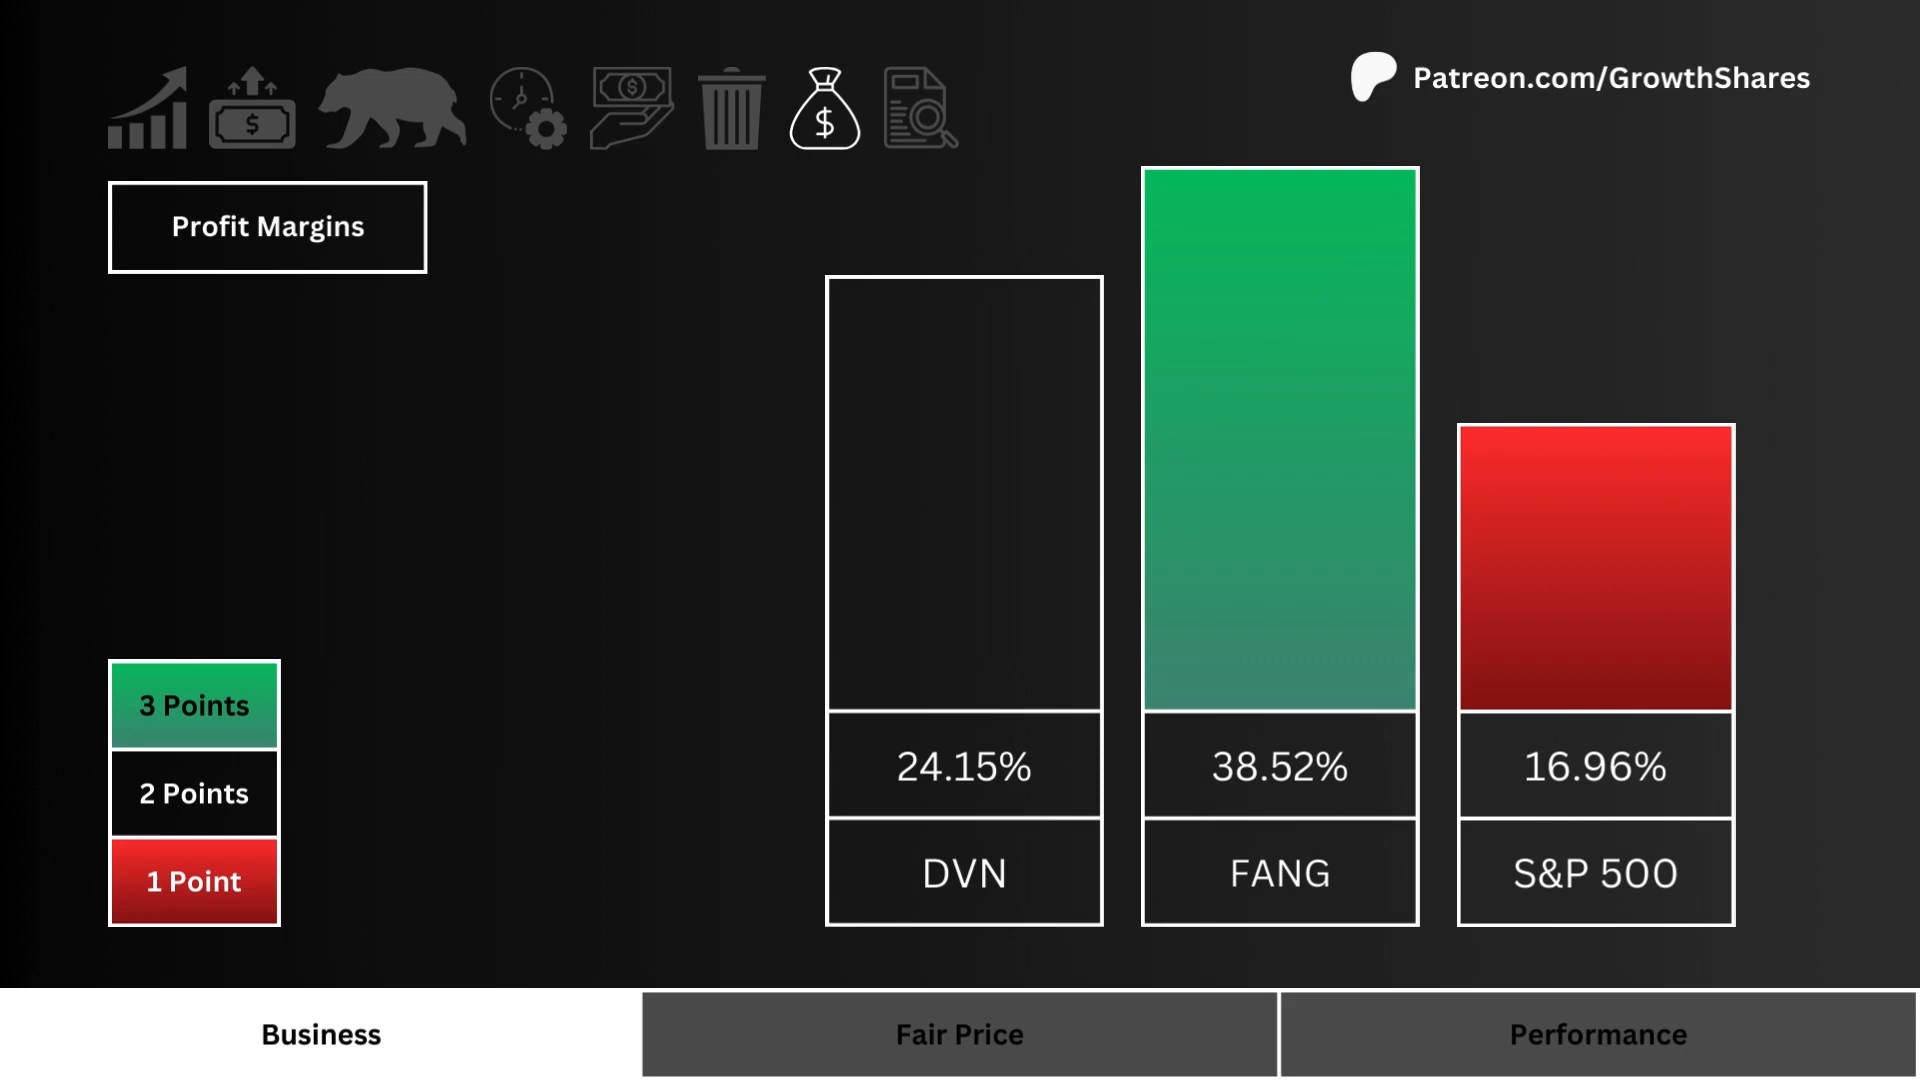 Patreon.com/GrowthShares
Profit Margins
3 Points
2 Points
1 Point
24.15%
38.52%
16.96%
DVN
FANG
S&P 500
Business
Fair Price
Performance